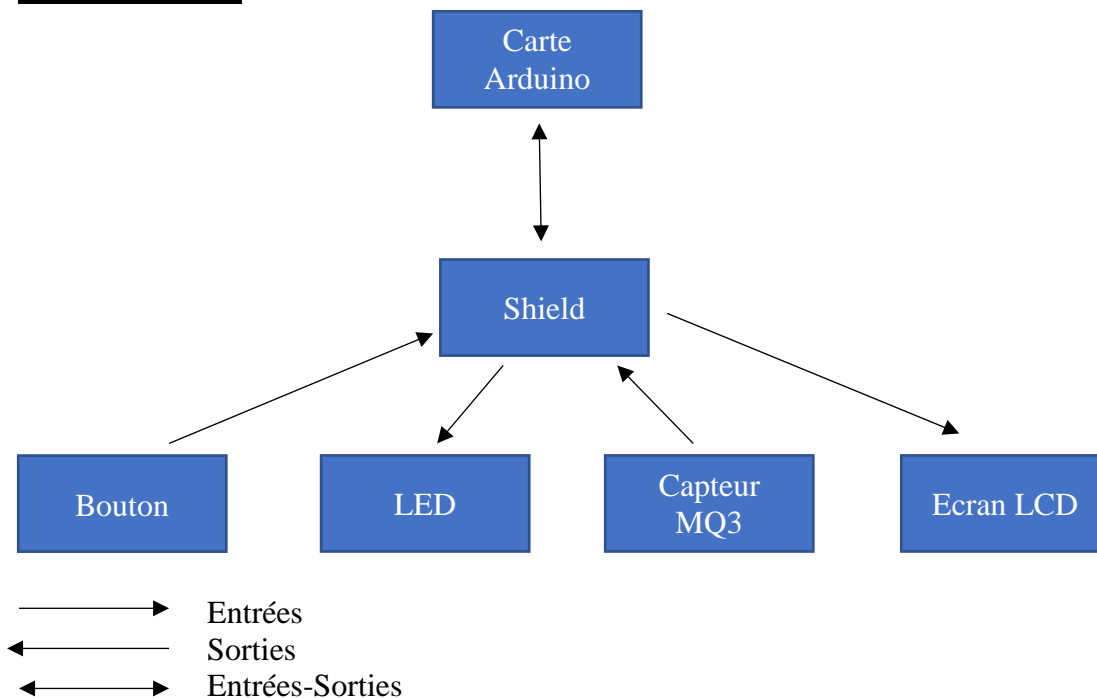 Carte
Arduino
Shield
Bouton
LED
Capteur
MQ3
Ecran LCD
Entrées
Sorties
Entrées-Sorties